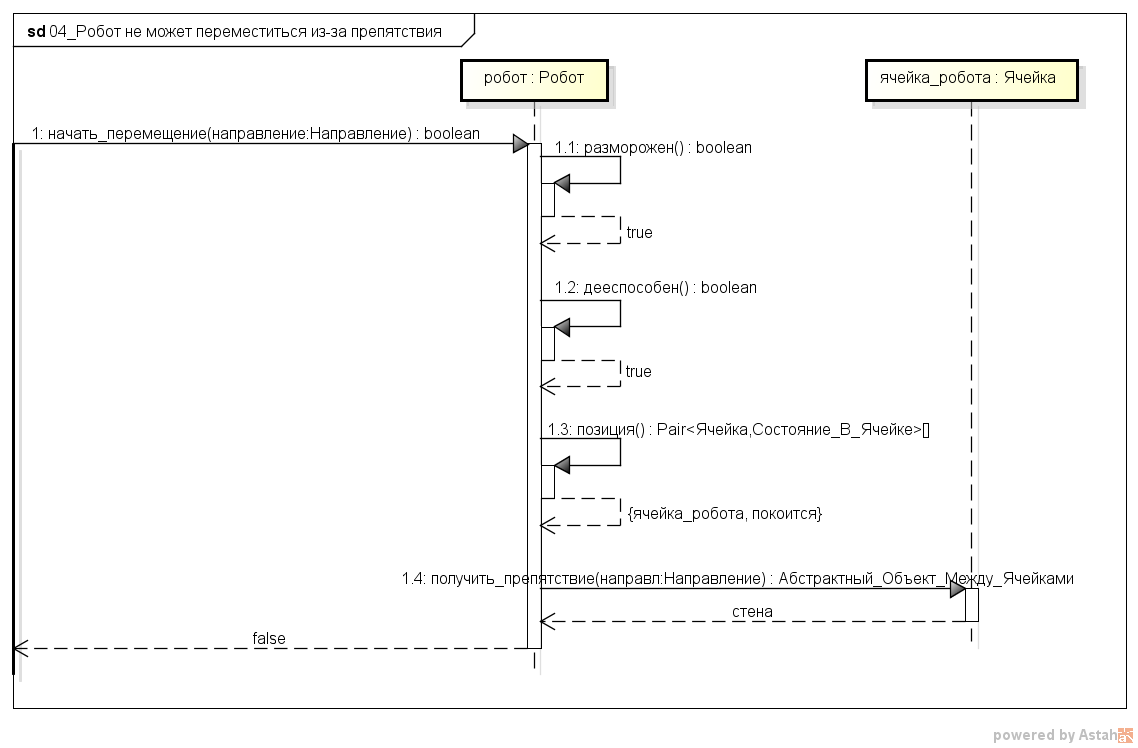 sd 04_Робот не может переместиться из-за препятствия
робот : Робот
ячейка_робота : Ячейка
1: начать_перемещение(направление:Направление) : boolean
1.1: разморожен() : boolean
true
1.2: дееспособен() : boolean
true
1.3: позиция() : Pair<Ячейка,Состояние_В_Ячейке>[]
{ячейка_робота, покоится}
1.4: получить_препятствие(направл:Направление) : Абстрактный_Объект_Между_Ячейками
стена
false
powered by Astah